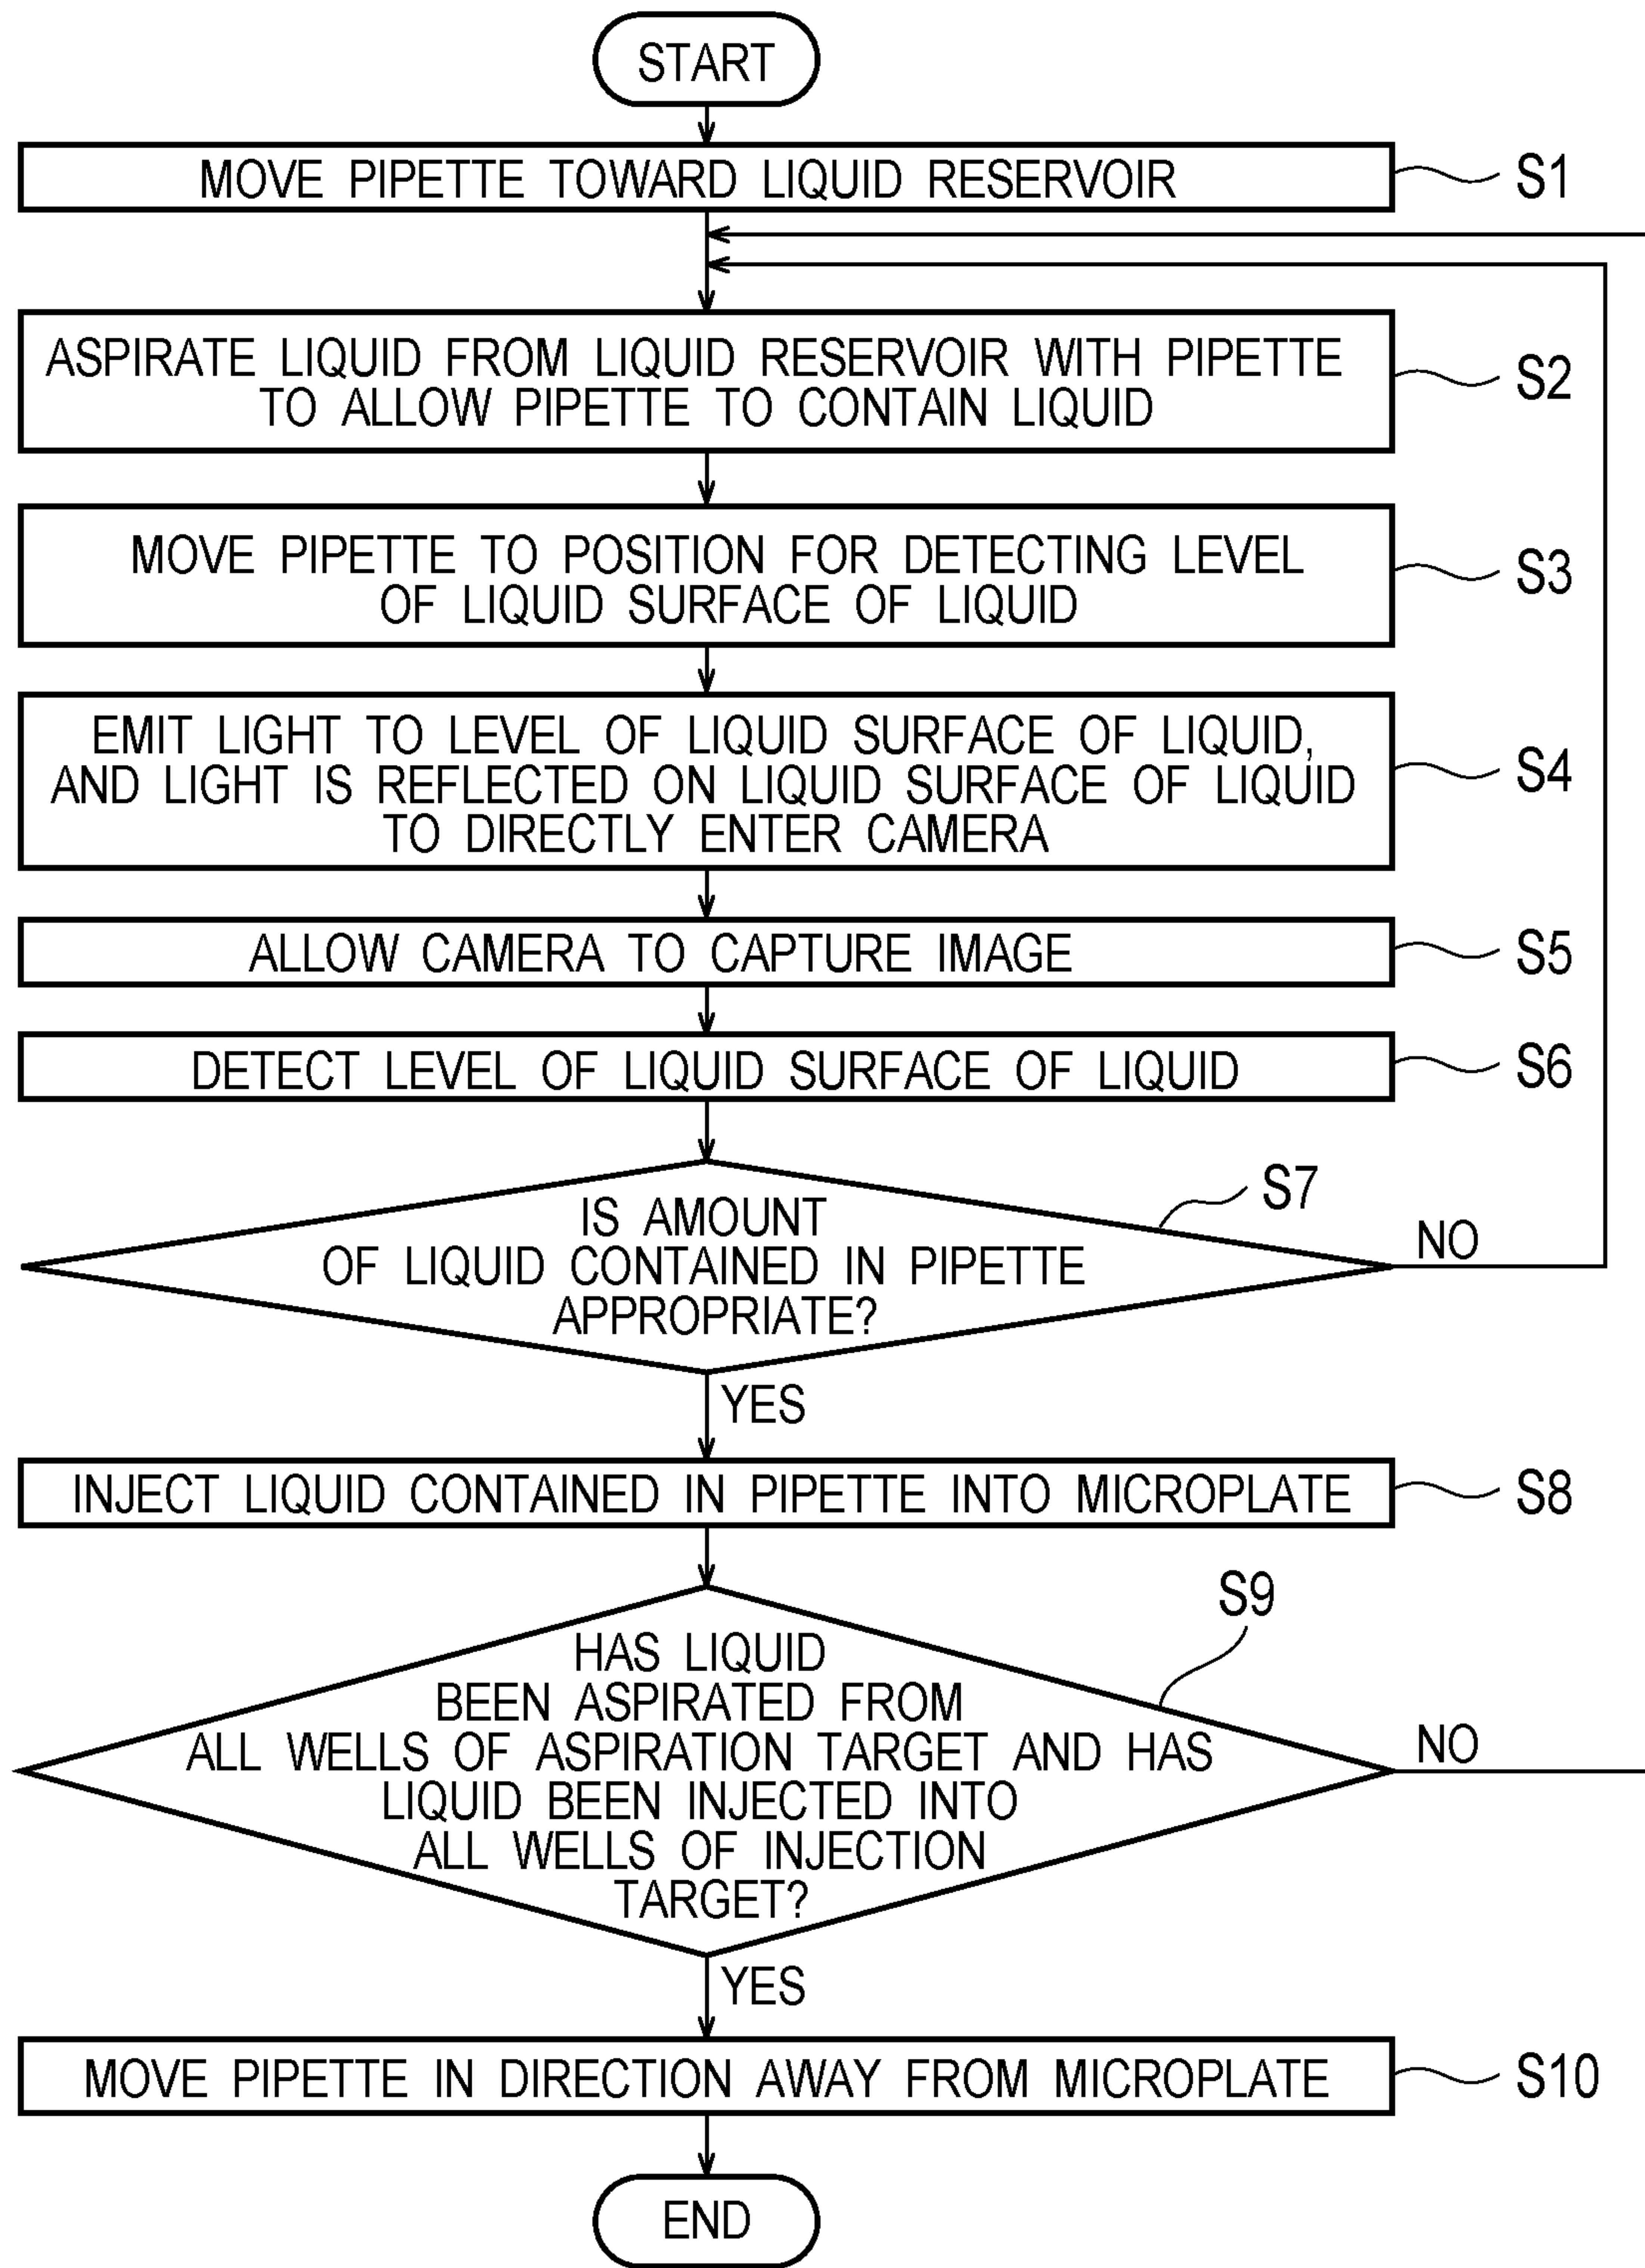 START
MOVE PIPETTE TOWARD LIQUID RESERVOIR
S1
ASPIRATE LIQUID FROM LIQUID RESERVOIR WITH PIPETTE
TO ALLOW PIPETTE TO CONTAIN LIQUID
S2
MOVE PIPETTE TO POSITION FOR DETECTING LEVEL
OF LIQUID SURFACE OF LIQUID
S3
EMIT LIGHT TO LEVEL OF LIQUID SURFACE OF LIQUID,
AND LIGHT IS REFLECTED ON LIQUID SURFACE OF LIQUID
TO DIRECTLY ENTER CAMERA
S4
ALLOW CAMERA TO CAPTURE IMAGE
S5
DETECT LEVEL OF LIQUID SURFACE OF LIQUID
S6
IS AMOUNT
OF LIQUID CONTAINED IN PIPETTE
APPROPRIATE?
S7
NO
YES
INJECT LIQUID CONTAINED IN PIPETTE INTO MICROPLATE
S8
HAS LIQUID
BEEN ASPIRATED FROM
ALL WELLS OF ASPIRATION TARGET AND HAS
LIQUID BEEN INJECTED INTO
ALL WELLS OF INJECTION
TARGET?
S9
NO
YES
MOVE PIPETTE IN DIRECTION AWAY FROM MICROPLATE
S10
END